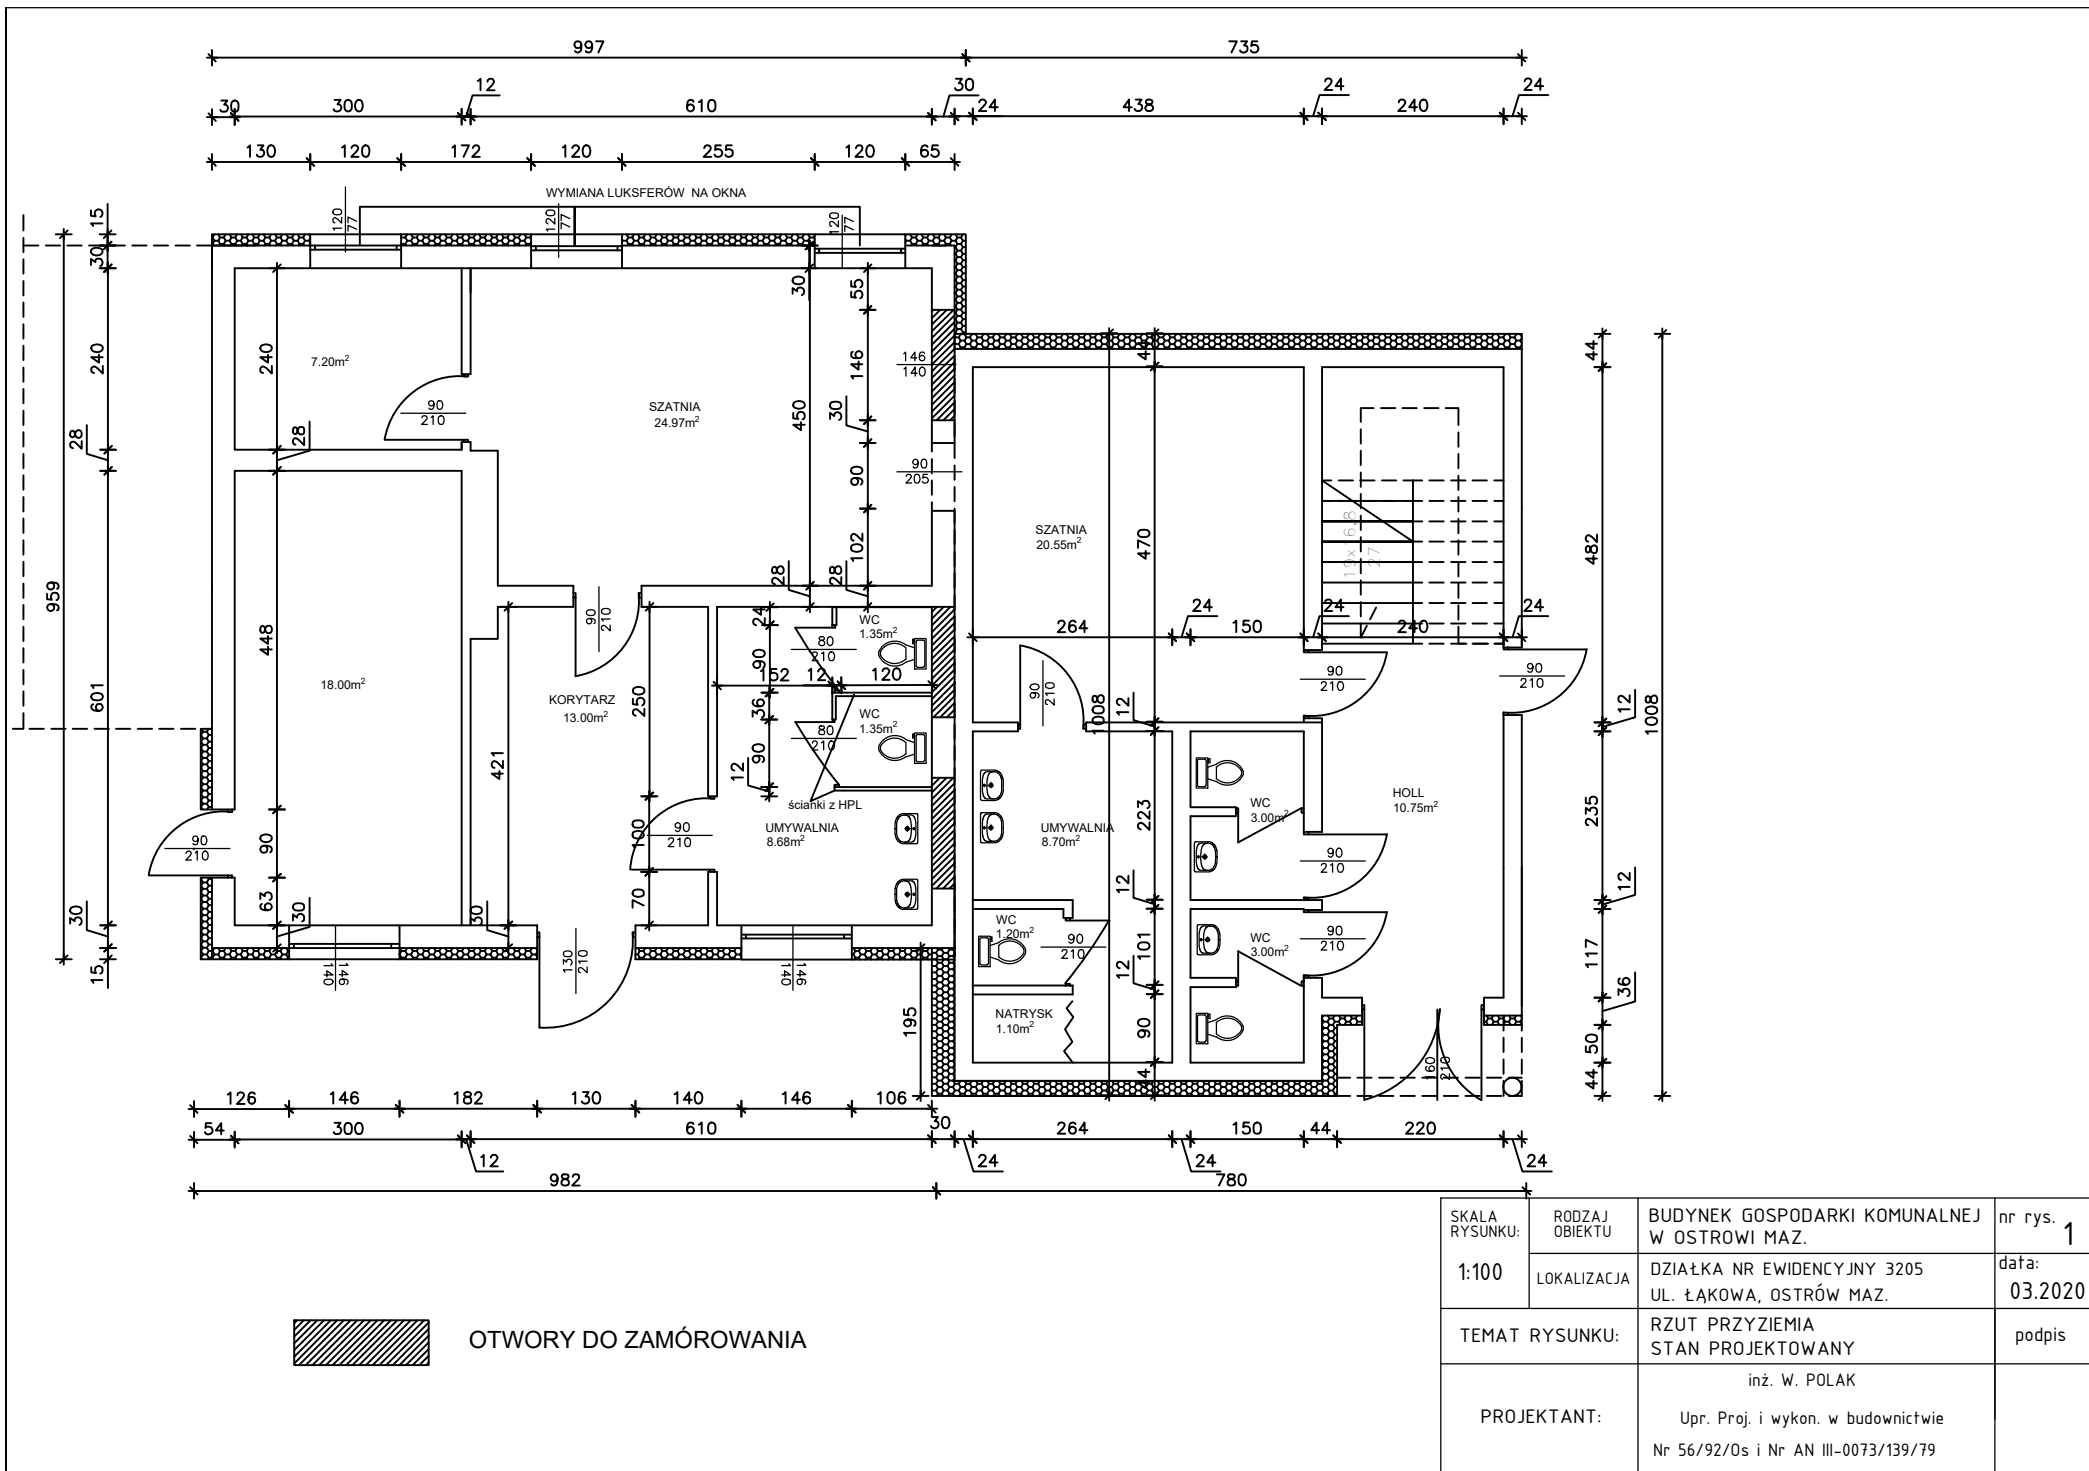 997 735
12 30 24 24
30 300 610 24 438 240
130 120 172 120 255 120 65
WYMIANA LUKSFERÓW NA OKNA
120
77
120
77
120
77
15
30
240
28
959
601
30
15
240
28
448
90
63
30
7.20m²
90
210
SZATNIA
24.97m²
30
450
28
55
146
30
90
102
28
146
140
90
205
44
470
12
223
12
101
12
90
44
1008
SZATNIA
20.55m²
19x16,8
27
44
482
12
235
12
117
36
50
44
1008
264 24 150 24 240 24
18.00m²
90
210
KORYTARZ
13.00m²
421
30
250
100
70
90
210
24
90
36
90
12
152 12 120
WC
1.35m²
80
210
WC
1.35m²
80
210
ścianki z HPL
UMYWALNIA
8.68m²
90
210
90
210
90
210
90
210
UMYWALNIA
8.70m²
WC
3.00m²
HOLL
10.75m²
90
210
WC
1.20m²
90
210
WC
3.00m²
90
210
NATRYSK
1.10m²
90
210
146
140
130
210
146
140
160
210
195
126 146 182 130 140 146 106
54 300 610 30 264 150 44 220
12 24 24 24
982 780
OTWORY DO ZAMÓROWANIA
SKALA
RYSUNKU:
1:100
RODZAJ
OBIEKTU
BUDYNEK GOSPODARKI KOMUNALNEJ
W OSTROWI MAZ.
nr rys. 1
LOKALIZACJA
DZIAŁKA NR EWIDENCYJNY 3205
UL. ŁĄKOWA, OSTRÓW MAZ.
data:
03.2020
TEMAT RYSUNKU:
RZUT PRZYZIEMIA
STAN PROJEKTOWANY
podpis
PROJEKTANT:
inż. W. POLAK
Upr. Proj. i wykon. w budownictwie
Nr 56/92/Os i Nr AN III-0073/139/79